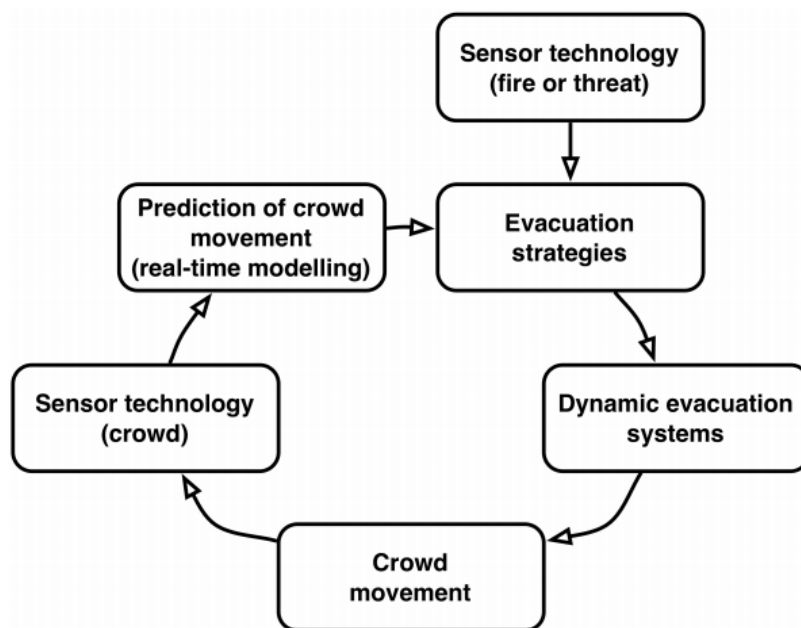 Sensor technology
(fire or threat)
Prediction of crowd
movement
(real-time modelling)
Evacuation
strategies
Sensor technology
(crowd)
Dynamic evacuation
systems
Crowd
movement